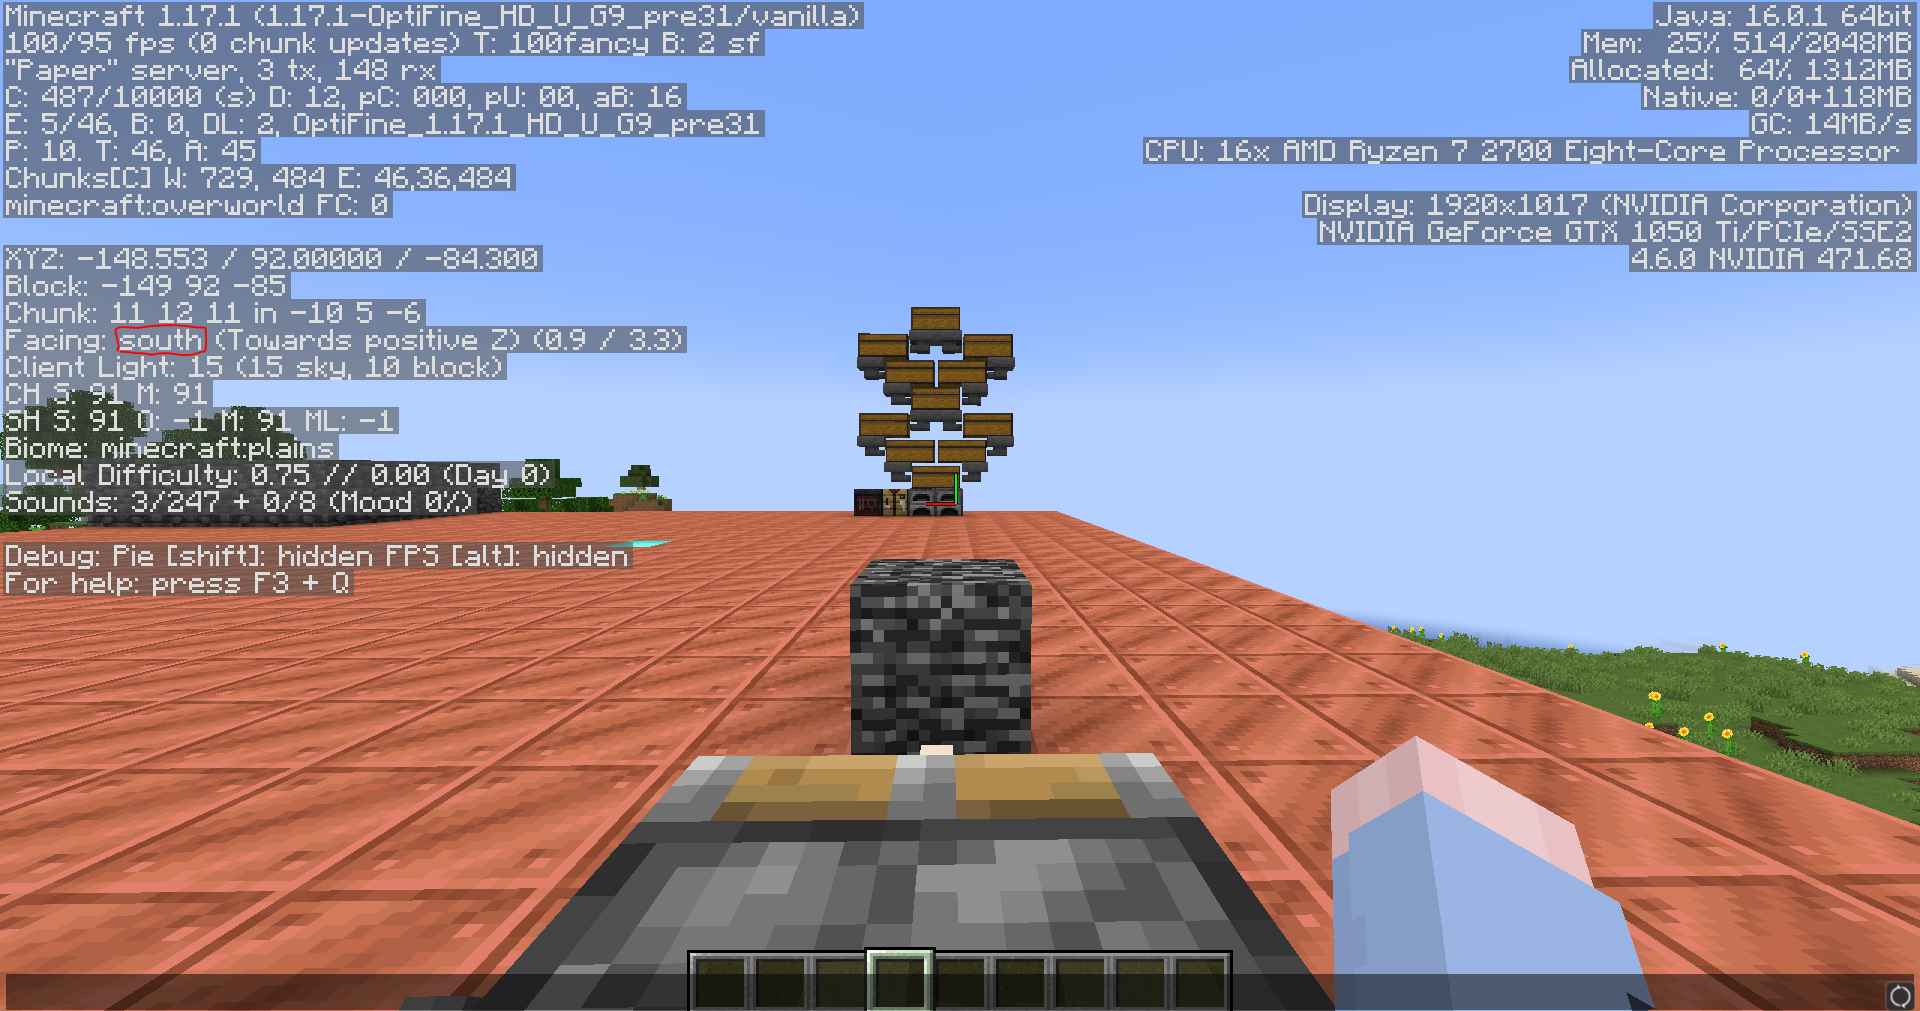 Minecraft 1.17.1 (1.17.1-OptiFine_HD_U_G9_pre31/vanilla)
100/95 fps (0 chunk updates) T: 100fancy B: 2 sf
"Paper" server, 3 tx, 148 rx
C: 487/10000 (s) D: 12, pC: 000, pU: 00, aB: 16
E: 5/46, B: 0, DL: 2, OptiFine_1.17.1_HD_U_G9_pre31
P: 10. T: 46, A: 45
Chunks[C] W: 729, 484 E: 46,36,484
minecraft:overworld FC: 0
XYZ: -148.553 / 92.00000 / -84.300
Block: -149 92 -85
Chunk: 11 12 11 in -10 5 -6
Facing: south (Towards positive Z) (0.9 / 3.3)
Client Light: 15 (15 sky, 10 block)
CH S: 91 M: 91
SH S: 91 O: -1 M: 91 ML: -1
Biome: minecraft:plains
Local Difficulty: 0.75 // 0.00 (Day 0)
Sounds: 3/247 + 0/8 (Mood 0%)
Debug: Pie [shift]: hidden FPS [alt]: hidden
For help: press F3 + Q
Java: 16.0.1 64bit
Mem: 25% 514/2048MB
Allocated: 64% 1312MB
Native: 0/0+118MB
GC: 14MB/s
CPU: 16x AMD Ryzen 7 2700 Eight-Core Processor
Display: 1920x1017 (NVIDIA Corporation)
NVIDIA GeForce GTX 1050 Ti/PCIe/SSE2
4.6.0 NVIDIA 471.68